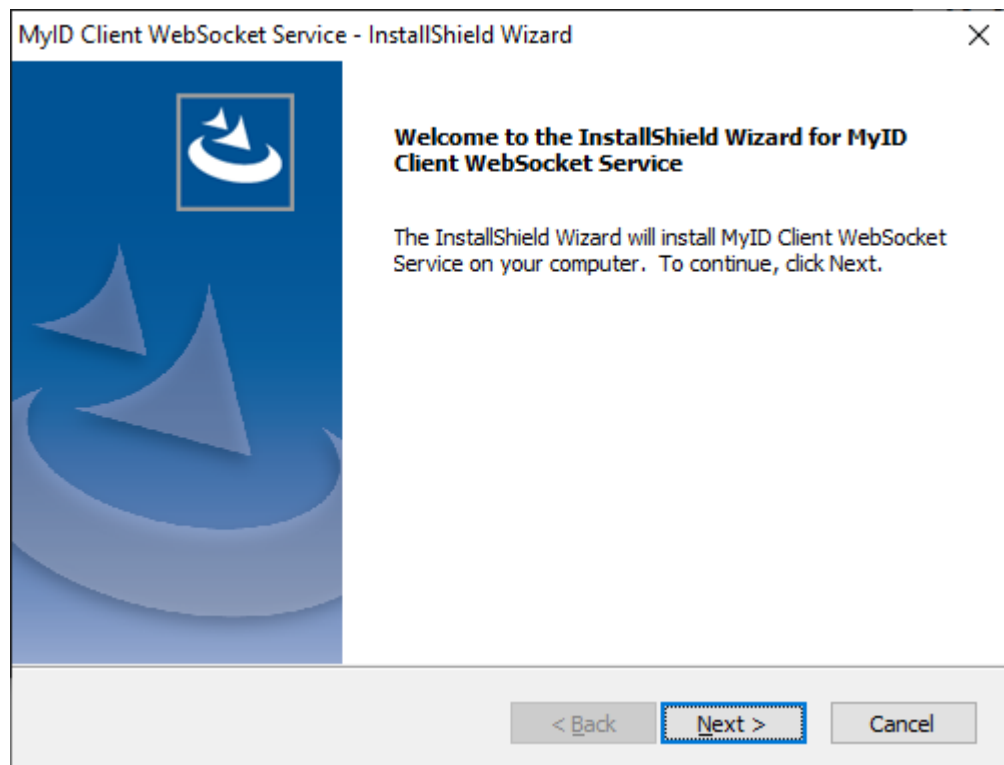 MyID Client WebSocket Service - InstallShield Wizard
Welcome to the InstallShield Wizard for MyID
Client WebSocket Service
The InstallShield Wizard will install MyID Client WebSocket
Service on your computer.  To continue, click Next.
< Back
Next >
Cancel